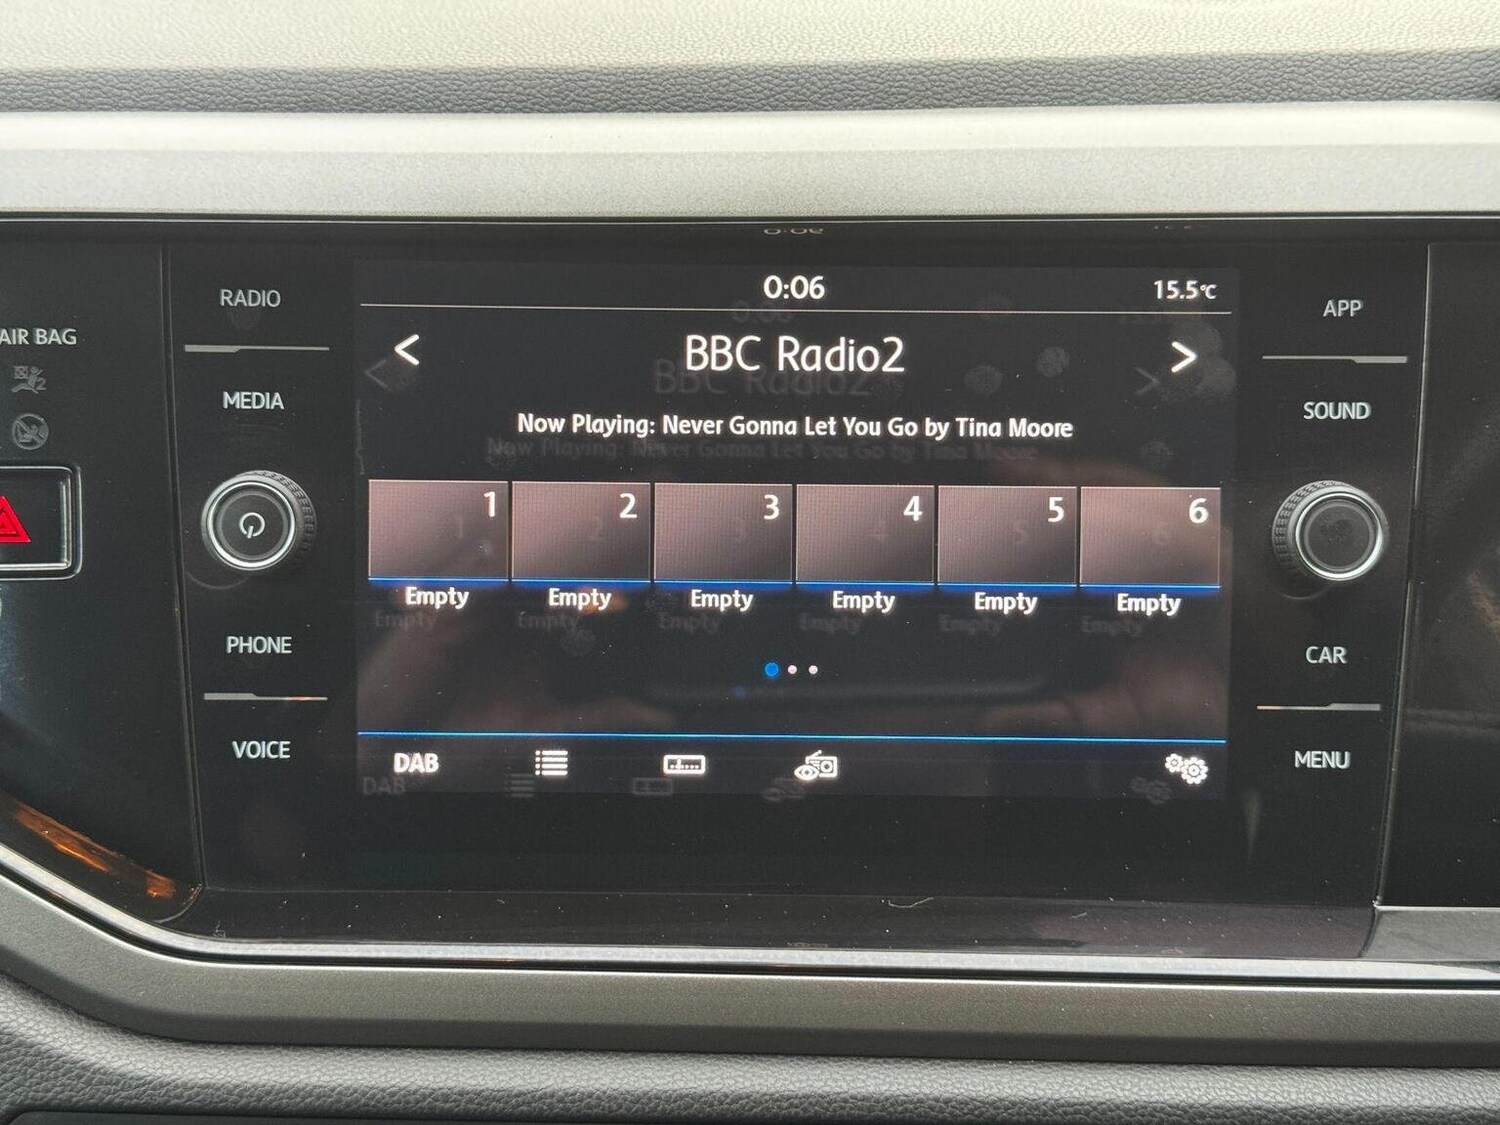 0:06
15.5°C
RADIO
APP
AIR BAG
< BBC Radio2 >
MEDIA
SOUND
Now Playing: Never Gonna Let You Go by Tina Moore
1 2 3 4 5 6
Empty Empty Empty Empty Empty Empty
PHONE
CAR
VOICE
DAB
MENU